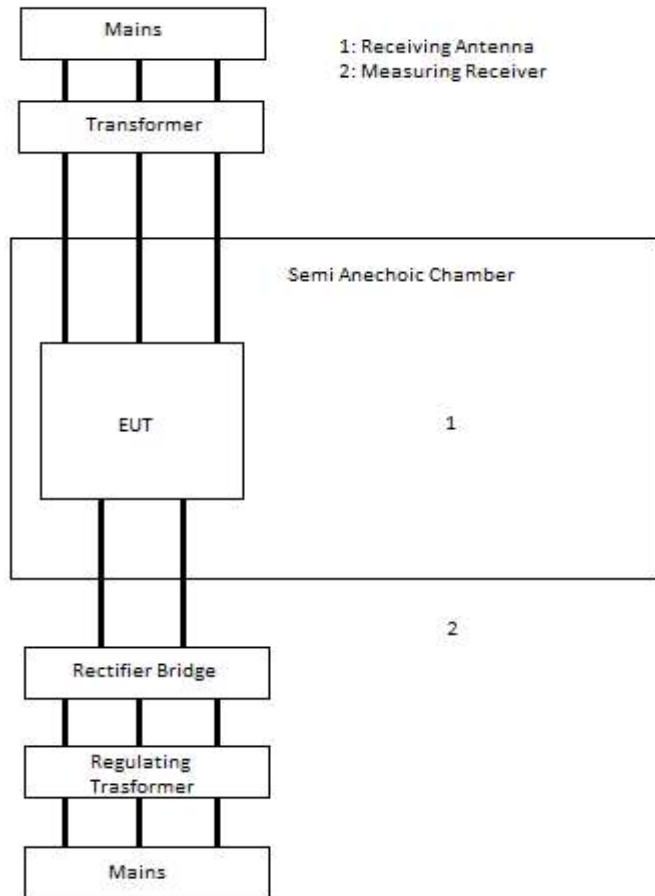 Mains
1: Receiving Antenna
2: Measuring Receiver
Transformer
Semi Anechoic Chamber
EUT
1
2
Rectifier Bridge
Regulating
Trasformer
Mains